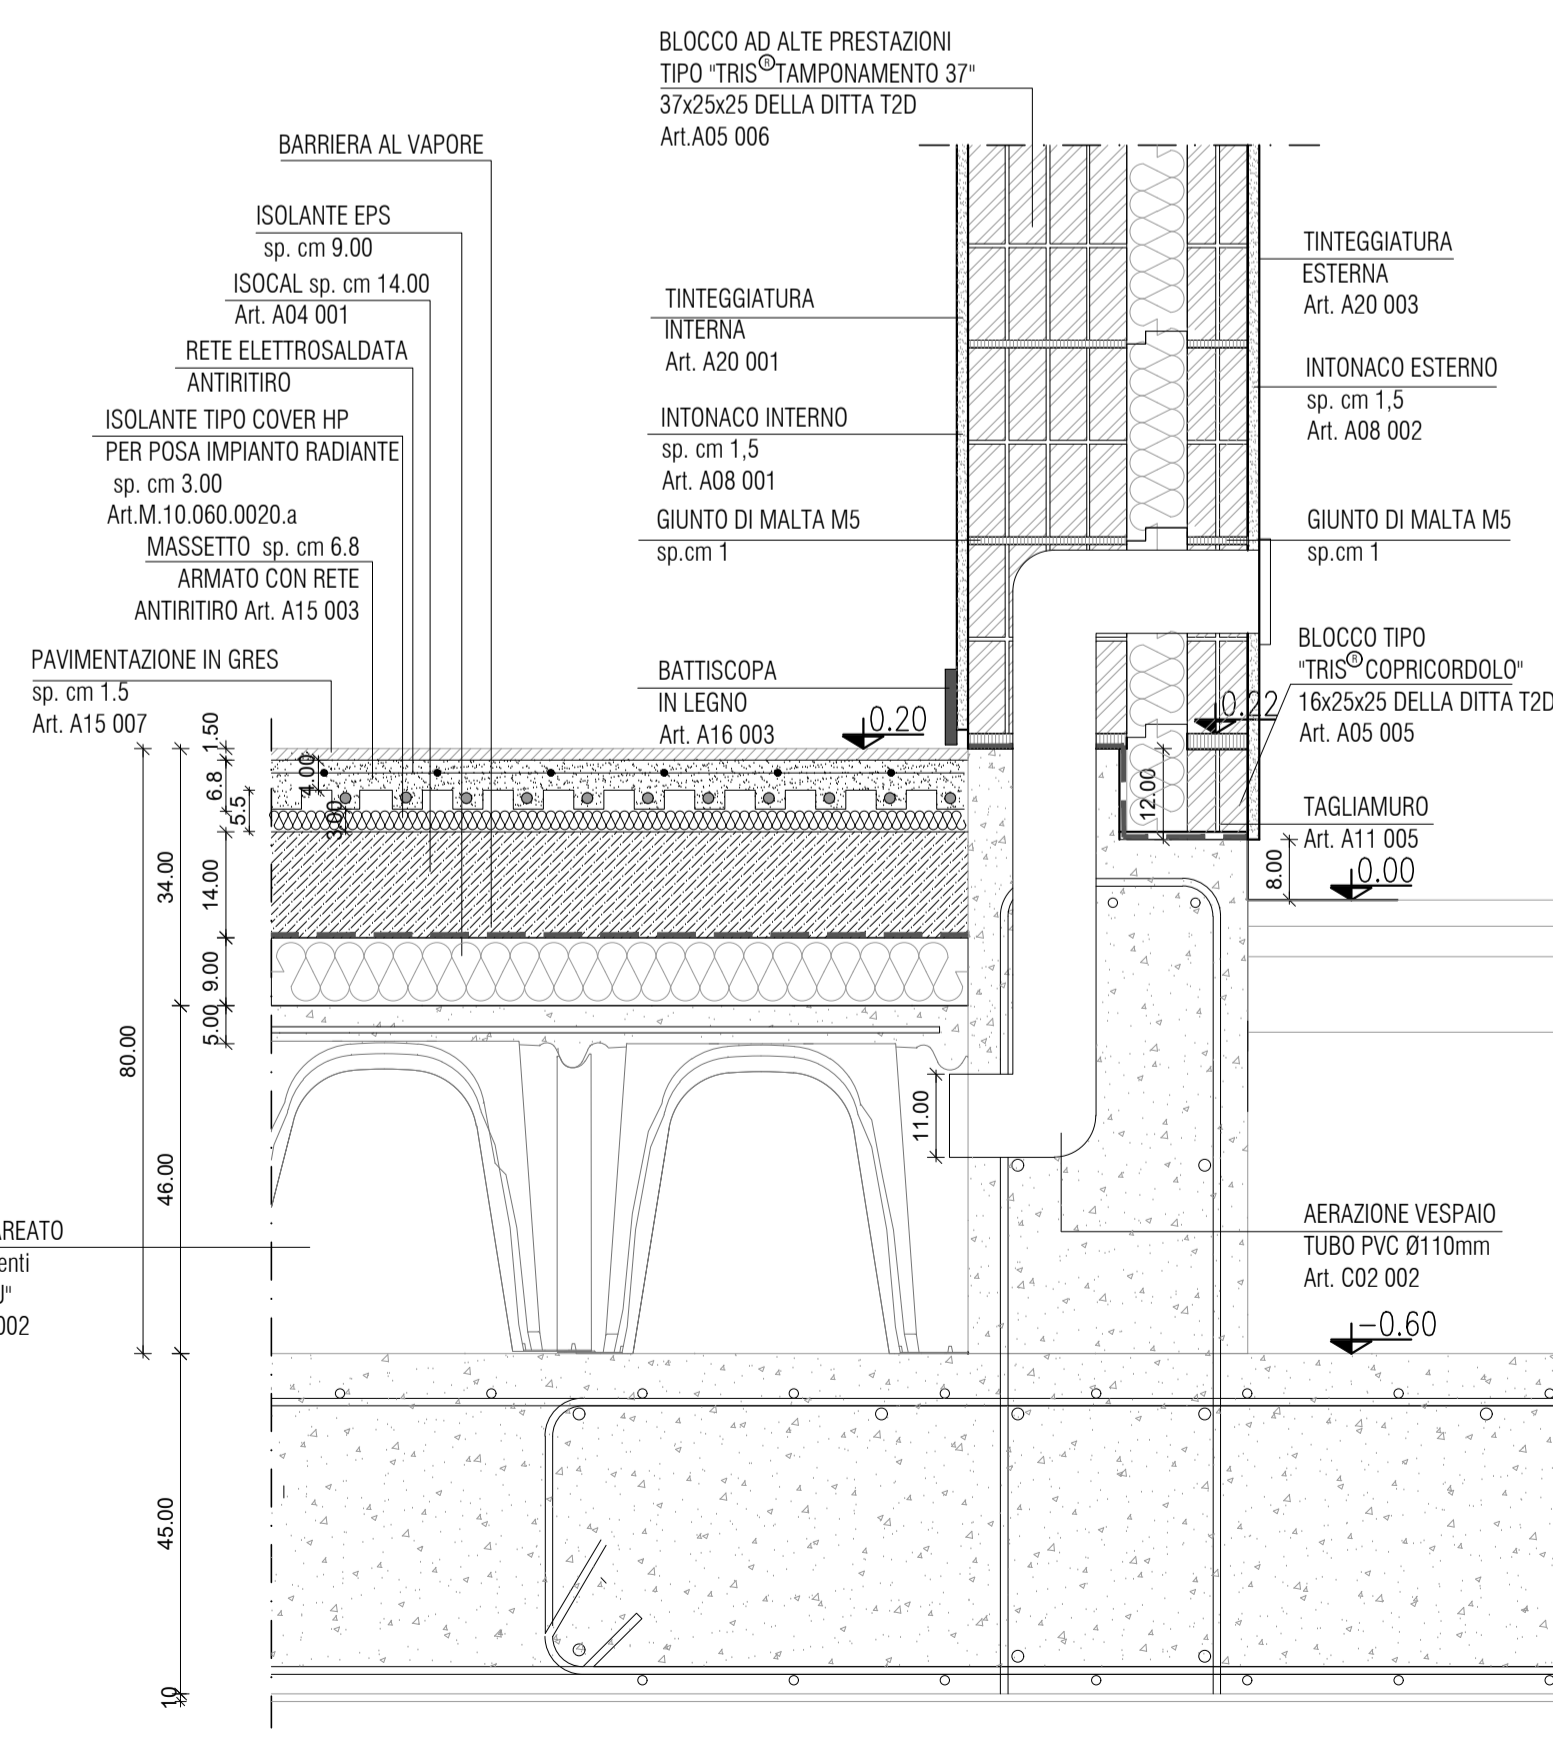 BLOCCO AD ALTE PRESTAZIONI
TIPO "TRIS® TAMPONAMENTO 37"
37x25x25 DELLA DITTA T2D
Art.A05 006
BARRIERA AL VAPORE
ISOLANTE EPS
sp. cm 9.00
ISOCAL sp. cm 14.00
Art. A04 001
RETE ELETTROSALDATA
ANTIRITIRO
ISOLANTE TIPO COVER HP
PER POSA IMPIANTO RADIANTE
sp. cm 3.00
Art.M.10.060.0020.a
MASSETTO sp. cm 6.8
ARMATO CON RETE
ANTIRITIRO Art. A15 003
PAVIMENTAZIONE IN GRES
sp. cm 1.5
Art. A15 007
TINTEGGIATURA
INTERNA
Art. A20 001
INTONACO INTERNO
sp. cm 1,5
Art. A08 001
GIUNTO DI MALTA M5
sp.cm 1
BATTISCOPA
IN LEGNO
Art. A16 003
TINTEGGIATURA
ESTERNA
Art. A20 003
INTONACO ESTERNO
sp. cm 1,5
Art. A08 002
GIUNTO DI MALTA M5
sp.cm 1
BLOCCO TIPO
"TRIS® COPRICORDOLO"
16x25x25 DELLA DITTA T2D
Art. A05 005
TAGLIAMURO
Art. A11 005
0.20
0.22
0.00
-0.60
1.50
6.8
5.5
4.00
3.00
14.00
9.00
5.00
34.00
80.00
46.00
45.00
10
12.00
8.00
11.00
AERAZIONE VESPAIO
TUBO PVC Ø110mm
Art. C02 002
AREATO
enti
U"
002